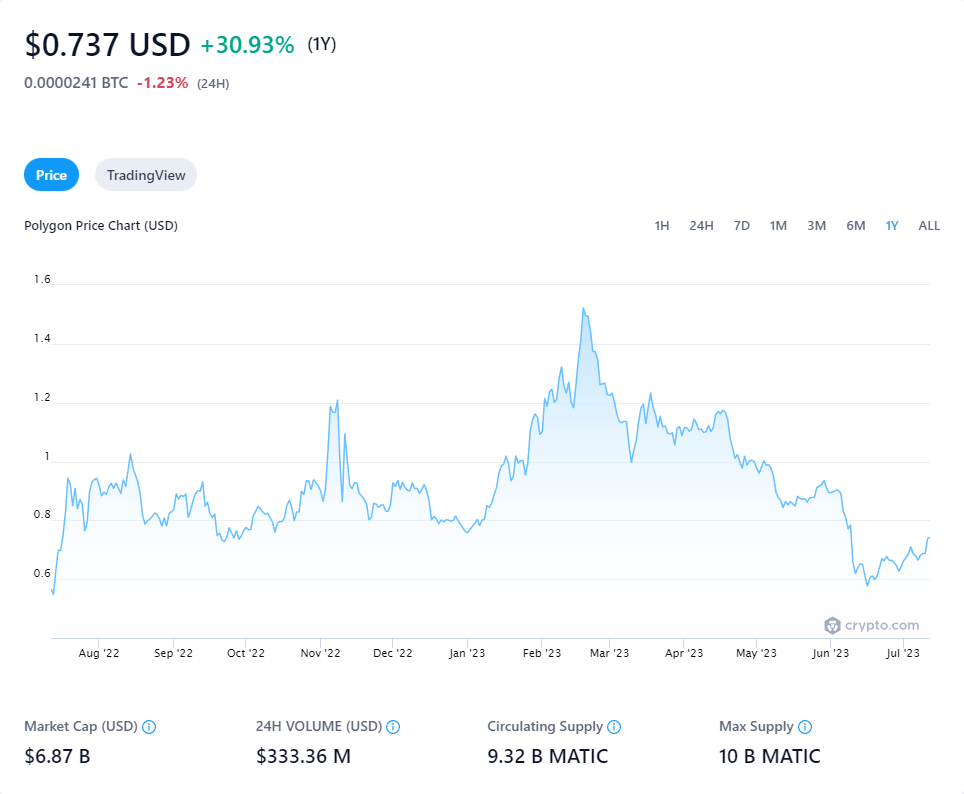 $0.737 USD +30.93% (1Y)
0.0000241 BTC -1.23% (24H)
Price TradingView
Polygon Price Chart (USD) 1H 24H 7D 1M 3M 6M 1Y ALL
1.6
1.4
1.2
1
0.8
0.6
crypto.com
Aug '22 Sep '22 Oct '22 Nov '22 Dec '22 Jan '23 Feb '23 Mar '23 Apr '23 May '23 Jun '23 Jul '23
Market Cap (USD) 24H VOLUME (USD) Circulating Supply Max Supply
$6.87 B $333.36 M 9.32 B MATIC 10 B MATIC